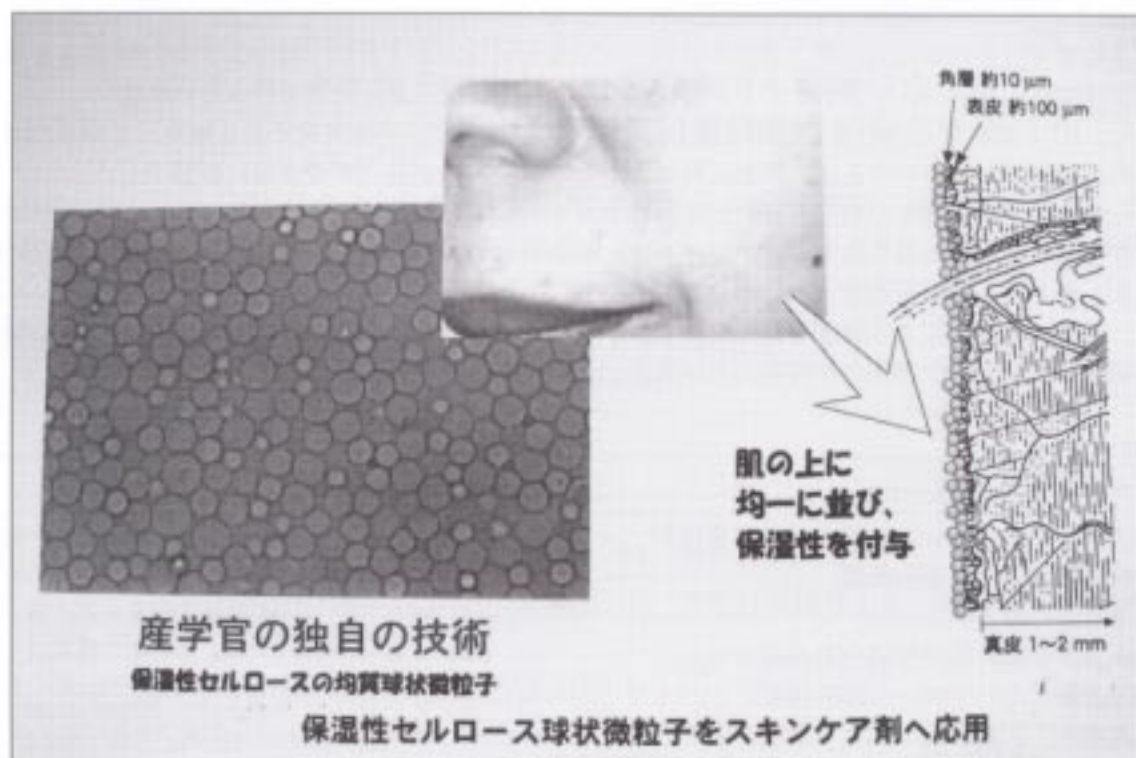 角層 約10 μm
表皮 約100 μm
肌の上に
均一に並び、
保湿性を付与
真皮 1〜2 mm
産学官の独自の技術
保湿性セルロースの均質球状微粒子
保湿性セルロース球状微粒子をスキンケア剤へ応用